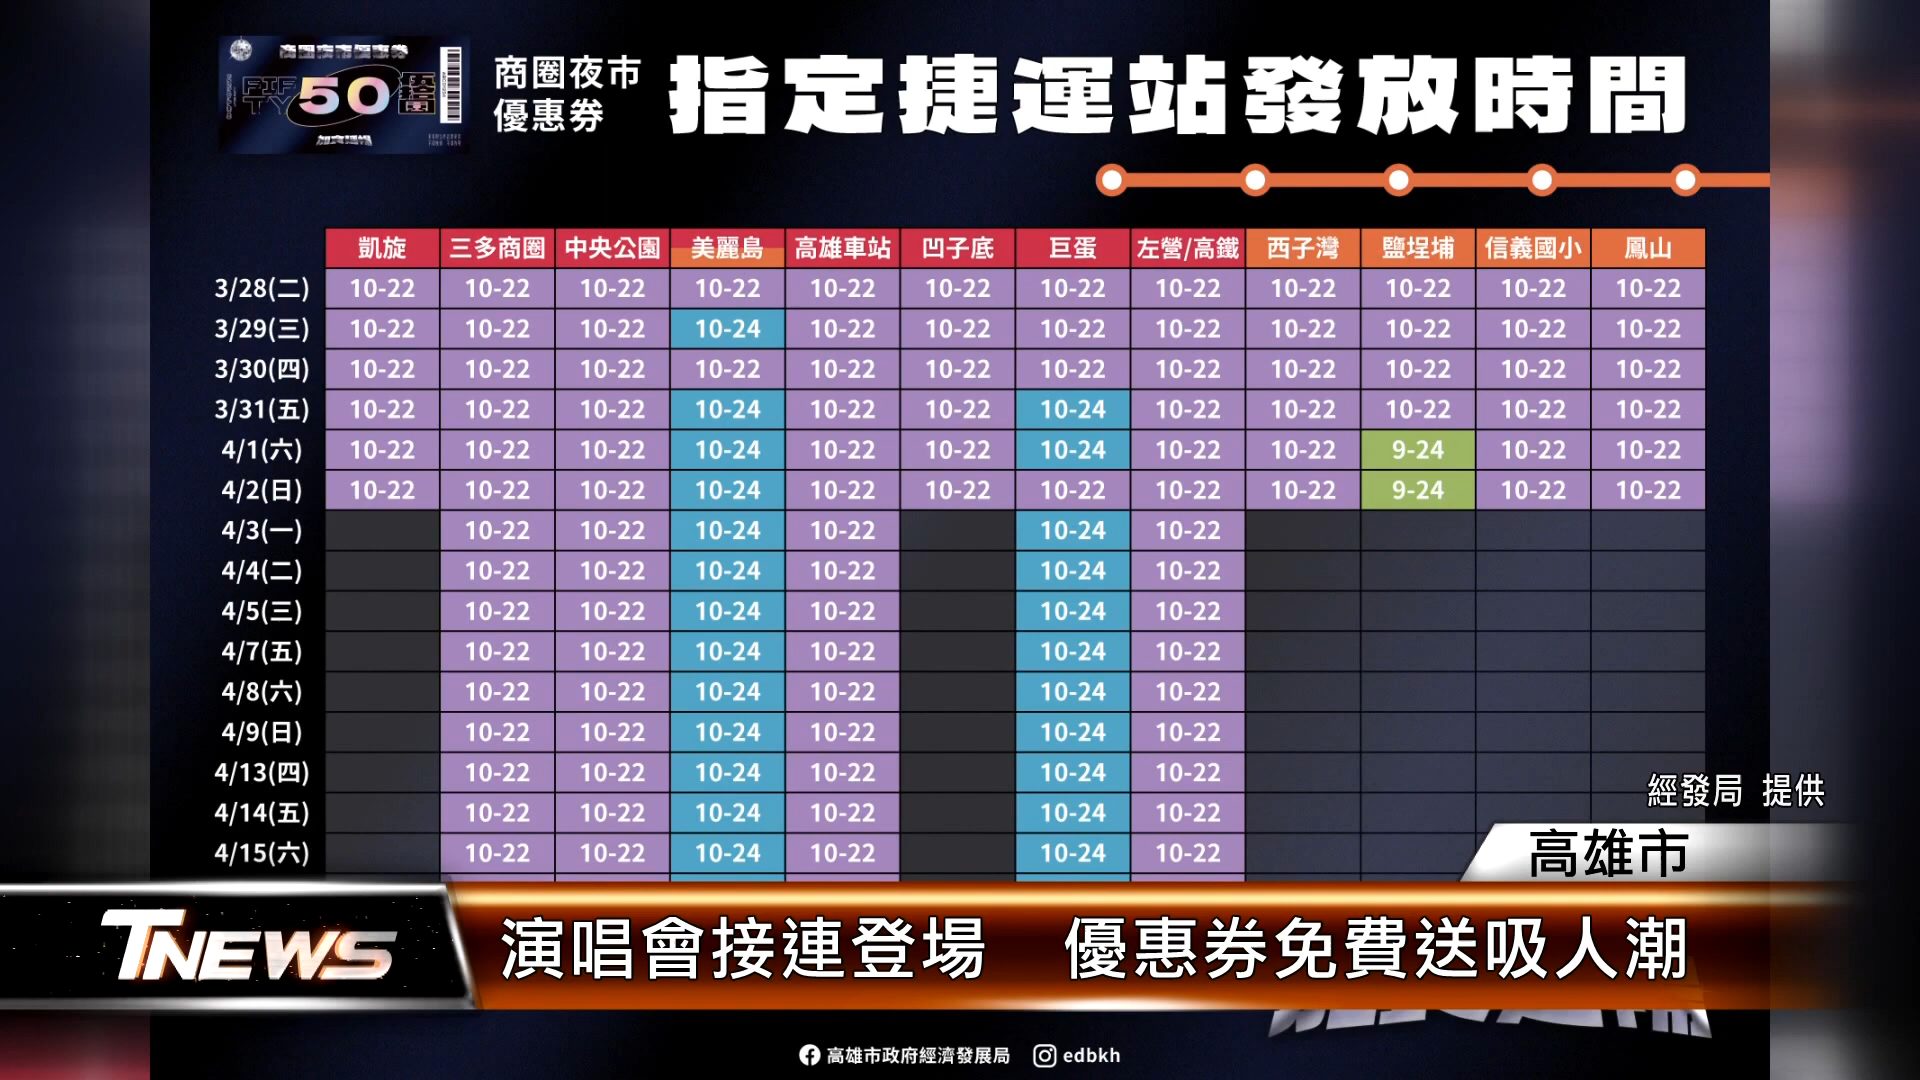 商圈夜市優惠券
FIF
TY
50
伍
商圈夜市
優惠券
指定捷運站發放時間
凱旋 三多商圈 中央公園 美麗島 高雄車站 凹子底 巨蛋 左營/高鐵 西子灣 鹽埕埔 信義國小 鳳山
3/28(二) 10-22 10-22 10-22 10-22 10-22 10-22 10-22 10-22 10-22 10-22 10-22 10-22
3/29(三) 10-22 10-22 10-22 10-24 10-22 10-22 10-22 10-22 10-22 10-22 10-22 10-22
3/30(四) 10-22 10-22 10-22 10-22 10-22 10-22 10-22 10-22 10-22 10-22 10-22 10-22
3/31(五) 10-22 10-22 10-22 10-24 10-22 10-22 10-24 10-22 10-22 10-22 10-22 10-22
4/1(六) 10-22 10-22 10-22 10-24 10-22 10-22 10-24 10-22 10-22 9-24 10-22 10-22
4/2(日) 10-22 10-22 10-22 10-24 10-22 10-22 10-22 10-22 10-22 9-24 10-22 10-22
4/3(一) 10-22 10-22 10-24 10-22 10-24 10-22
4/4(二) 10-22 10-22 10-24 10-22 10-24 10-22
4/5(三) 10-22 10-22 10-24 10-22 10-24 10-22
4/7(五) 10-22 10-22 10-24 10-22 10-24 10-22
4/8(六) 10-22 10-22 10-24 10-22 10-24 10-22
4/9(日) 10-22 10-22 10-24 10-22 10-24 10-22
4/13(四) 10-22 10-22 10-24 10-22 10-24 10-22
4/14(五) 10-22 10-22 10-24 10-22 10-24 10-22
4/15(六) 10-22 10-22 10-24 10-22 10-24 10-22
經發局 提供
高雄市
TNEWS
演唱會接連登場 優惠券免費送吸人潮
高雄市政府經濟發展局 edbkh